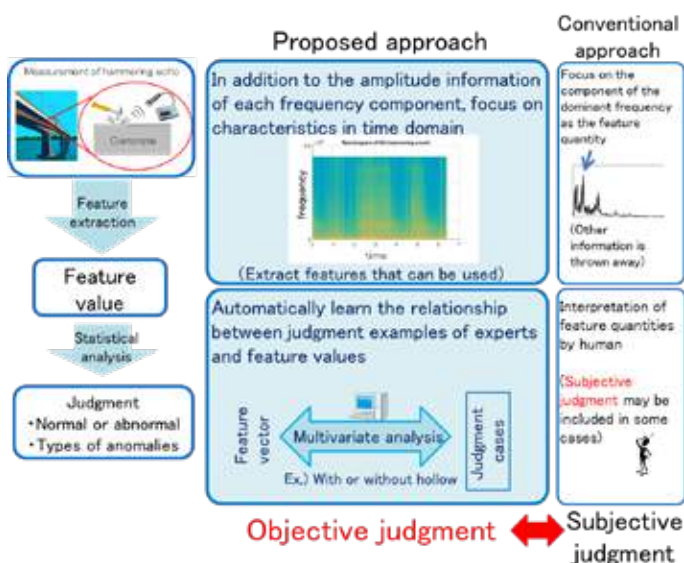 Proposed approach
Conventional
approach
Measurement of hammering echo
Concrete
Feature
extraction
Feature
value
Statistical
analysis
Judgment
・Normal or abnormal
・Types of anomalies
In addition to the amplitude information
of each frequency component, focus on
characteristics in time domain
frequency
time
(Extract features that can be used)
Automatically learn the relationship
between judgment examples of experts
and feature values
Feature
vector
Multivariate analysis
Judgment
cases
Ex.) With or without hollow
Focus on the
component of the
dominant frequency
as the feature
quantity
(Other
information is
thrown away)
Interpretation of
feature quantities
by human
(Subjective
judgment may be
included in some
cases)
Objective judgment
Subjective
judgment